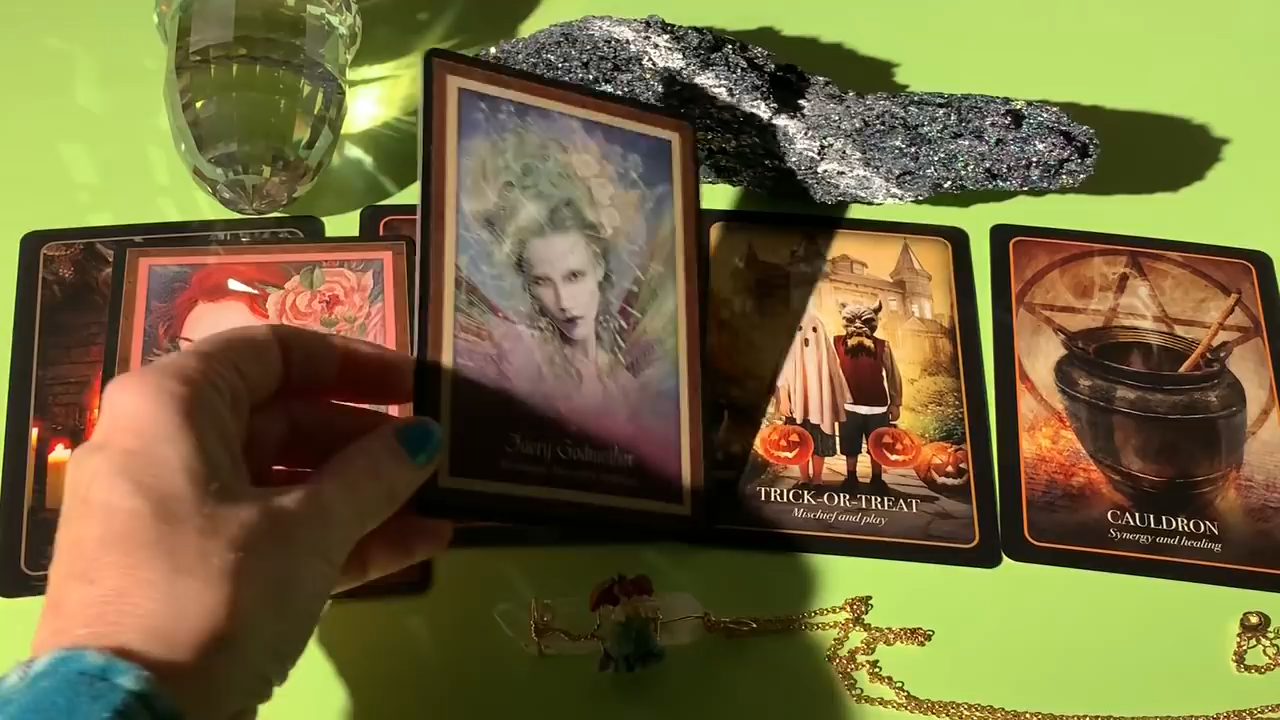 Faery Godmother
TRICK-OR-TREAT
Mischief and play
CAULDRON
Synergy and healing